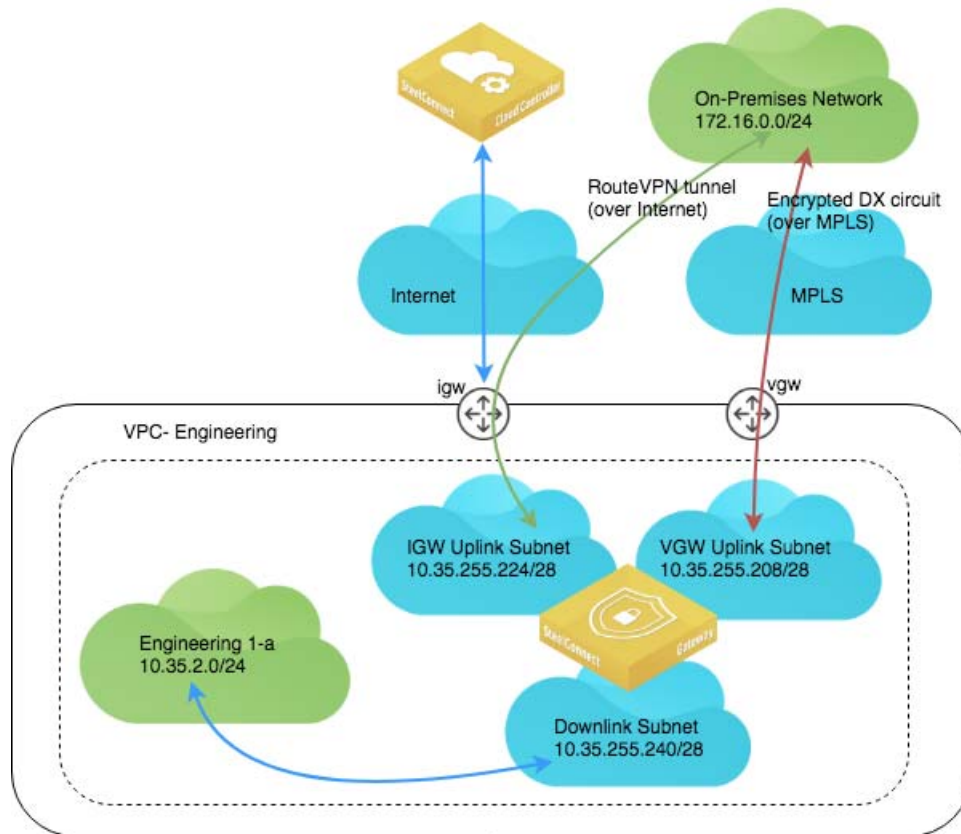 SteelConnect
Cloud Controller
On-Premises Network
172.16.0.0/24
RouteVPN tunnel
(over Internet)
Encrypted DX circuit
(over MPLS)
Internet
MPLS
igw
vgw
VPC- Engineering
IGW Uplink Subnet
10.35.255.224/28
VGW Uplink Subnet
10.35.255.208/28
SteelConnect
Gateway
Engineering 1-a
10.35.2.0/24
Downlink Subnet
10.35.255.240/28